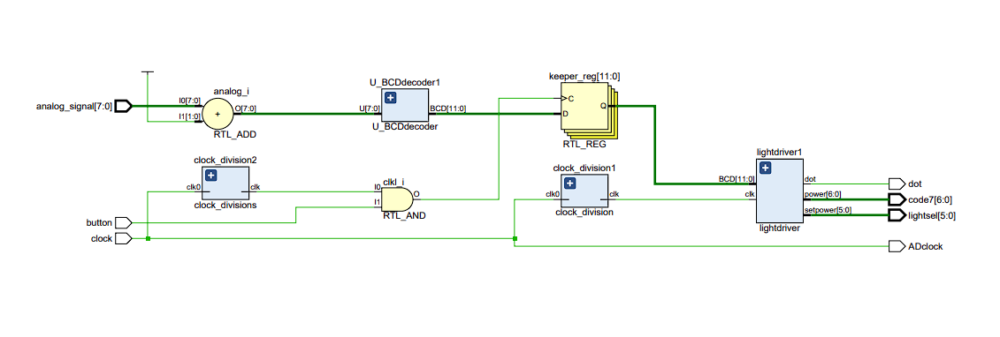 analog_signal[7:0]
I0[7:0]
I1[1:0]
analog_i
+
O[7:0]
RTL_ADD
U_BCDdecoder1
U[7:0]
BCD[11:0]
U_BCDdecoder
keeper_reg[11:0]
C
D
Q
RTL_REG
clock_division2
clk0
clk
clock_divisions
clkl_i
I0
I1
O
RTL_AND
button
clock
clock_division1
clk0
clk
clock_division
lightdriver1
BCD[11:0]
clk
dot
power[6:0]
setpower[5:0]
lightdriver
dot
code7[6:0]
lightsel[5:0]
ADclock